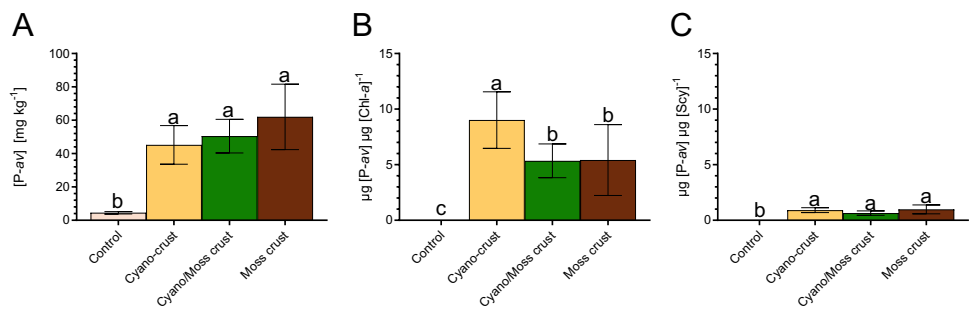 A
[P-av] [mg kg⁻¹]
100
80
60
40
20
0
b
a
a
a
Control
Cyano-crust
Cyano/Moss crust
Moss crust
B
µg [P-av] µg [Chl-a]⁻¹
15
10
5
0
c
a
b
b
Control
Cyano-crust
Cyano/Moss crust
Moss crust
C
µg [P-av] µg [Scy]⁻¹
15
10
5
0
b
a
a
a
Control
Cyano-crust
Cyano/Moss crust
Moss crust